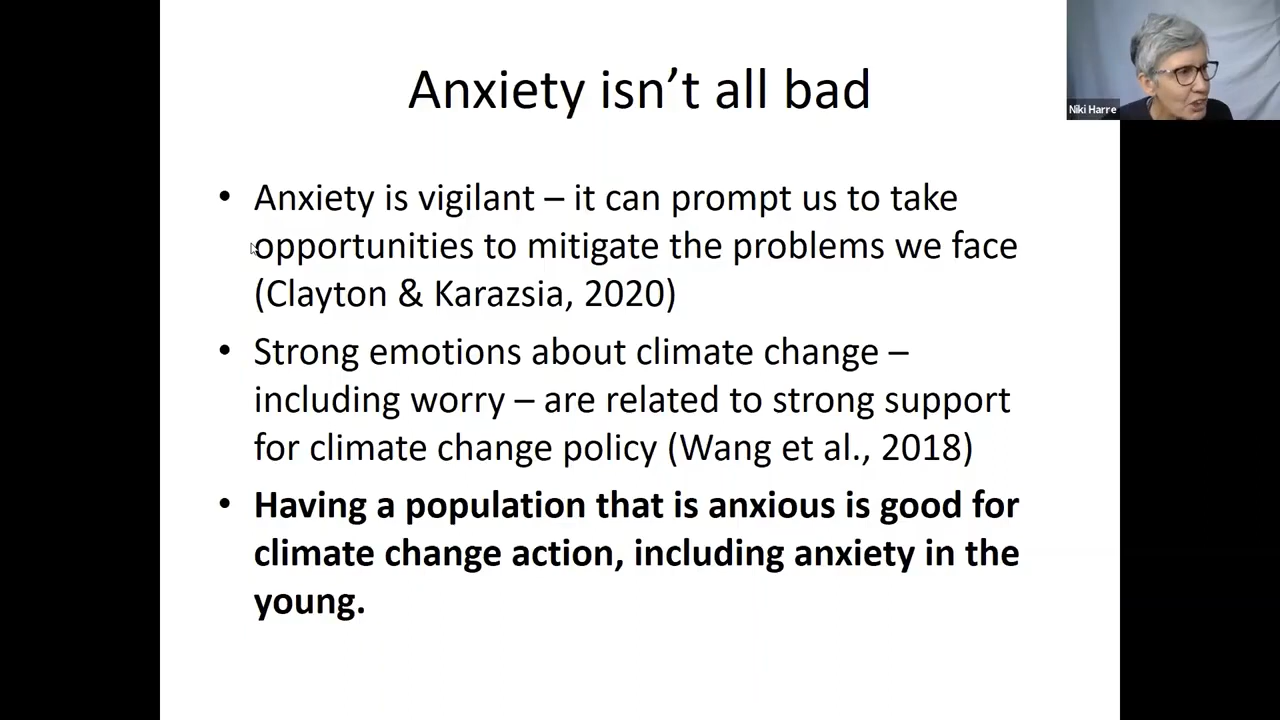 Anxiety isn’t all bad
Niki Harre
• Anxiety is vigilant – it can prompt us to take
opportunities to mitigate the problems we face
(Clayton & Karazsia, 2020)
• Strong emotions about climate change –
including worry – are related to strong support
for climate change policy (Wang et al., 2018)
• Having a population that is anxious is good for
climate change action, including anxiety in the
young.